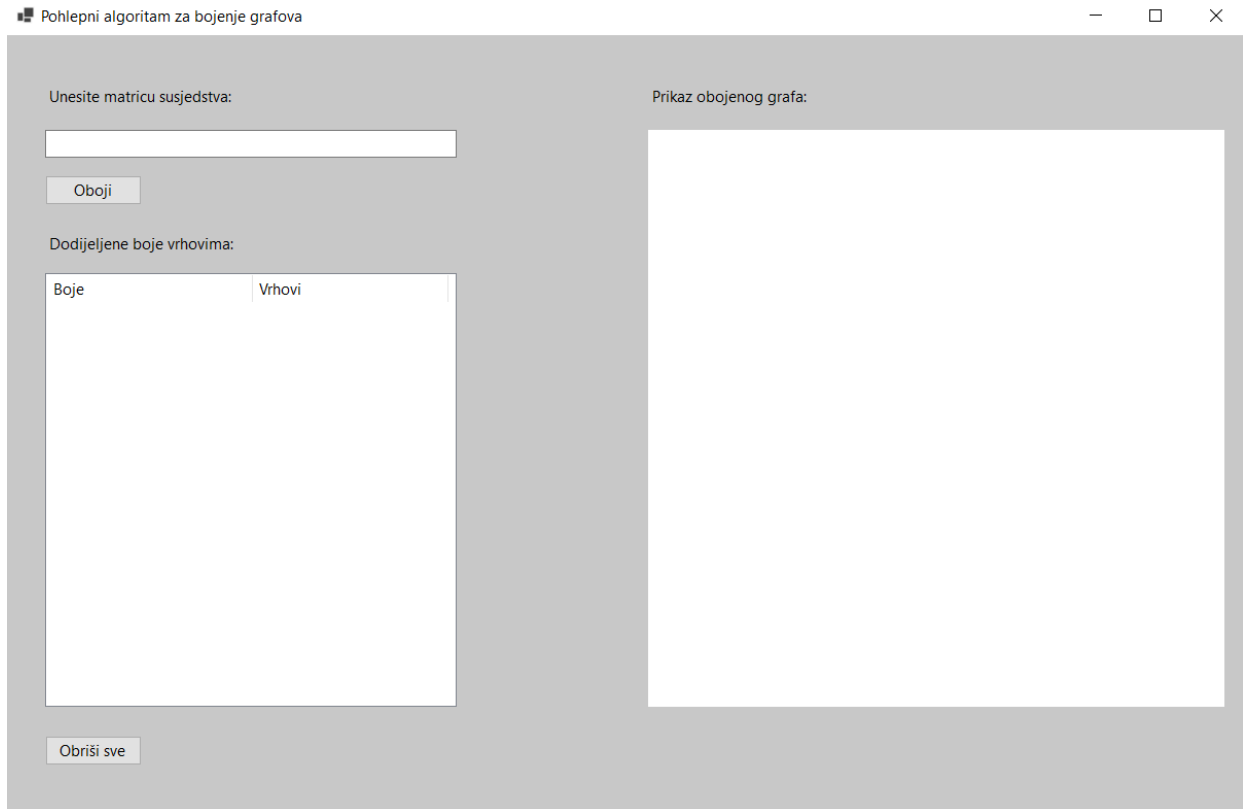 Pohlepni algoritam za bojenje grafova
Unesite matricu susjedstva:
Oboji
Dodijeljene boje vrhovima:
Boje Vrhovi
Obriši sve
Prikaz obojenog grafa: